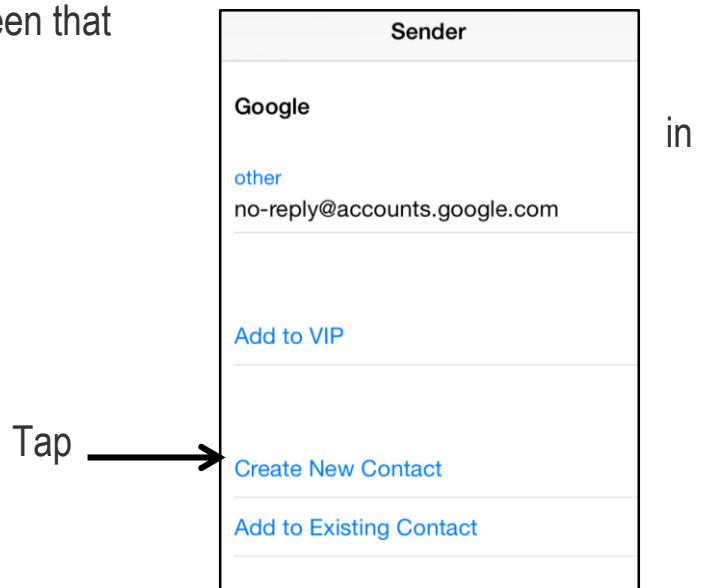 een that
Sender
Google
in
other
no-reply@accounts.google.com
Add to VIP
Tap
Create New Contact
Add to Existing Contact